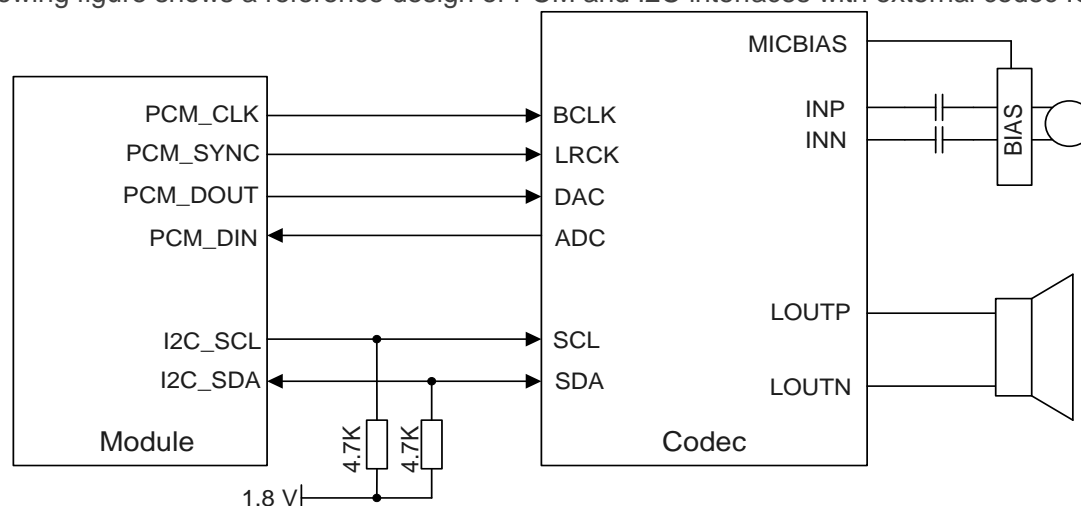 owing figure shows a reference design of PCM and I2C interfaces with external codec
MICBIAS
PCM_CLK
BCLK
INP
PCM_SYNC
LRCK
INN
BIAS
PCM_DOUT
DAC
PCM_DIN
ADC
LOUTP
I2C_SCL
SCL
I2C_SDA
SDA
LOUTN
Module
4.7K
4.7K
Codec
1.8 V